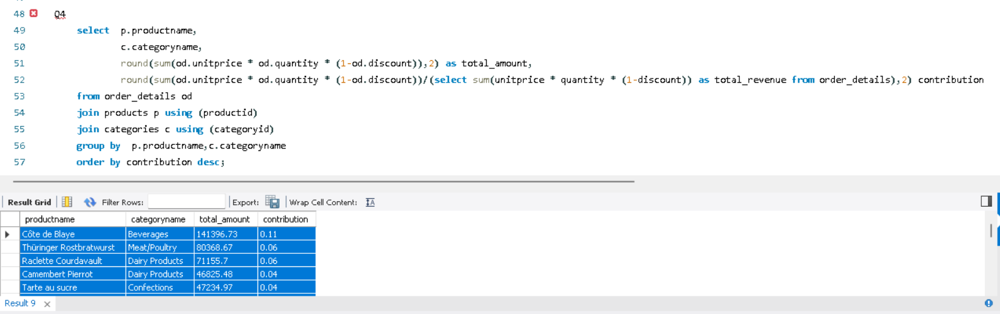 48 Q4
49 select p.productname,
50 c.categoryname,
51 round(sum(od.unitprice * od.quantity * (1-od.discount)),2) as total_amount,
52 round(sum(od.unitprice * od.quantity * (1-od.discount))/(select sum(unitprice * quantity * (1-discount)) as total_revenue from order_details),2) contribution
53 from order_details od
54 join products p using (productid)
55 join categories c using (categoryid)
56 group by p.productname,c.categoryname
57 order by contribution desc;
Result Grid Filter Rows: Export: Wrap Cell Content: IA
productname categoryname total_amount contribution
Côte de Blaye Beverages 141396.73 0.11
Thüringer Rostbratwurst Meat/Poultry 80368.67 0.06
Raclette Courdavault Dairy Products 71155.7 0.06
Camembert Pierrot Dairy Products 46825.48 0.04
Tarte au sucre Confections 47234.97 0.04
Result 9